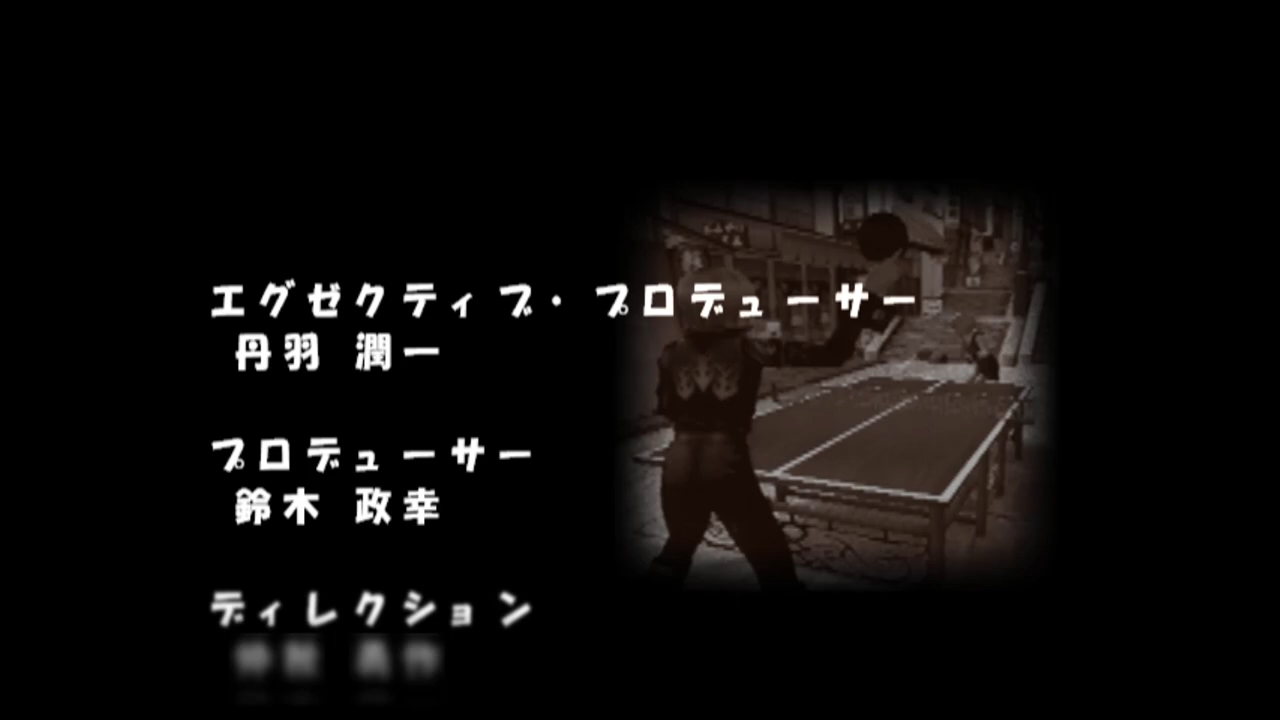 エグゼクティブ・プロデューサー
丹羽 潤一
プロデューサー
鈴木 政幸
ディレクション